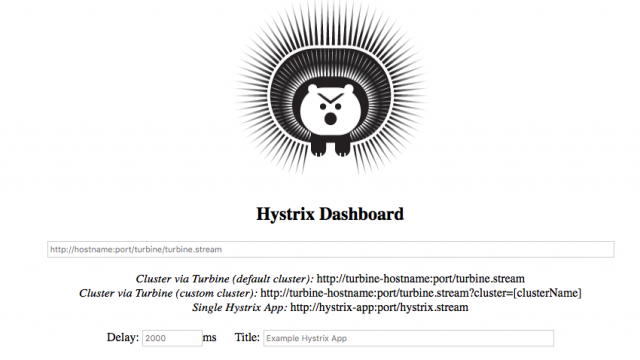 Hystrix Dashboard
http://hostname:port/turbine/turbine.stream
Cluster via Turbine (default cluster): http://turbine-hostname:port/turbine.stream
Cluster via Turbine (custom cluster): http://turbine-hostname:port/turbine.stream?cluster=[clusterName]
Single Hystrix App: http://hystrix-app:port/hystrix.stream
Delay: 2000 ms Title: Example Hystrix App